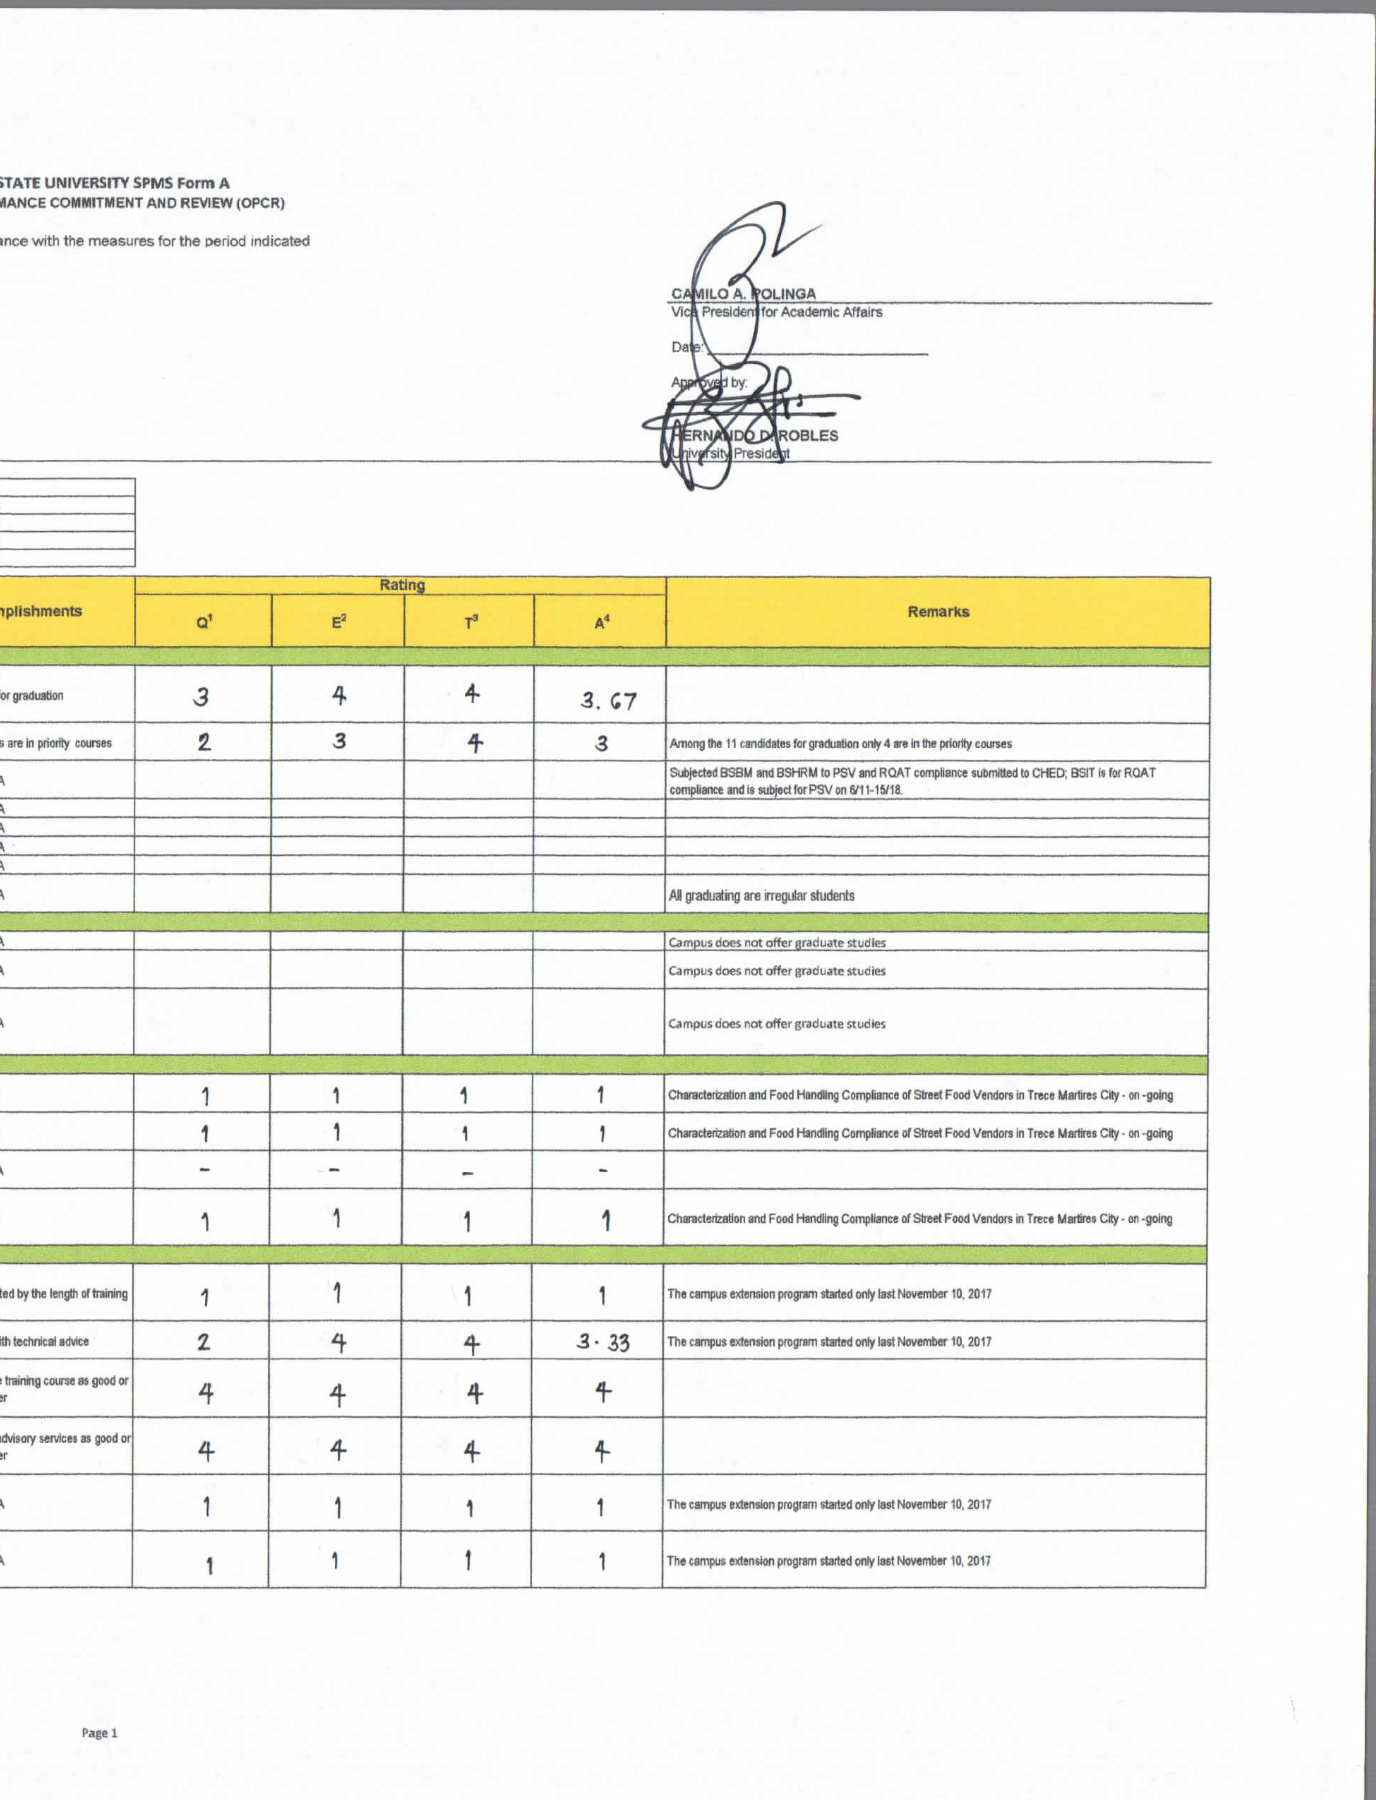 STATE UNIVERSITY SPMS Form A
MANCE COMMITMENT AND REVIEW (OPCR)
ance with the measures for the period indicated
CAMILO A. POLINGA
Vice President for Academic Affairs
Date:
Approved by:
HERNANDO D. ROBLES
University President
mplishments
Rating
Q1
E2
T3
A4
Remarks
or graduation 3 4 4 3.67
s are in priority courses 2 3 4 3 Among the 11 candidates for graduation only 4 are in the priority courses
A Subjected BSBM and BSHRM to PSV and RQAT compliance submitted to CHED; BSIT is for RQAT
compliance and is subject for PSV on 6/11-15/18.
A
A
A
A
A All graduating are irregular students
A Campus does not offer graduate studies
A Campus does not offer graduate studies
A Campus does not offer graduate studies
1 1 1 1 Characterization and Food Handling Compliance of Street Food Vendors in Trece Martires City - on -going
1 1 1 1 Characterization and Food Handling Compliance of Street Food Vendors in Trece Martires City - on -going
A - - - -
1 1 1 1 Characterization and Food Handling Compliance of Street Food Vendors in Trece Martires City - on -going
ted by the length of training 1 1 1 1 The campus extension program started only last November 10, 2017
ith technical advice 2 4 4 3.33 The campus extension program started only last November 10, 2017
e training course as good or
er 4 4 4 4
advisory services as good or
er 4 4 4 4
A 1 1 1 1 The campus extension program started only last November 10, 2017
A 1 1 1 1 The campus extension program started only last November 10, 2017
Page 1